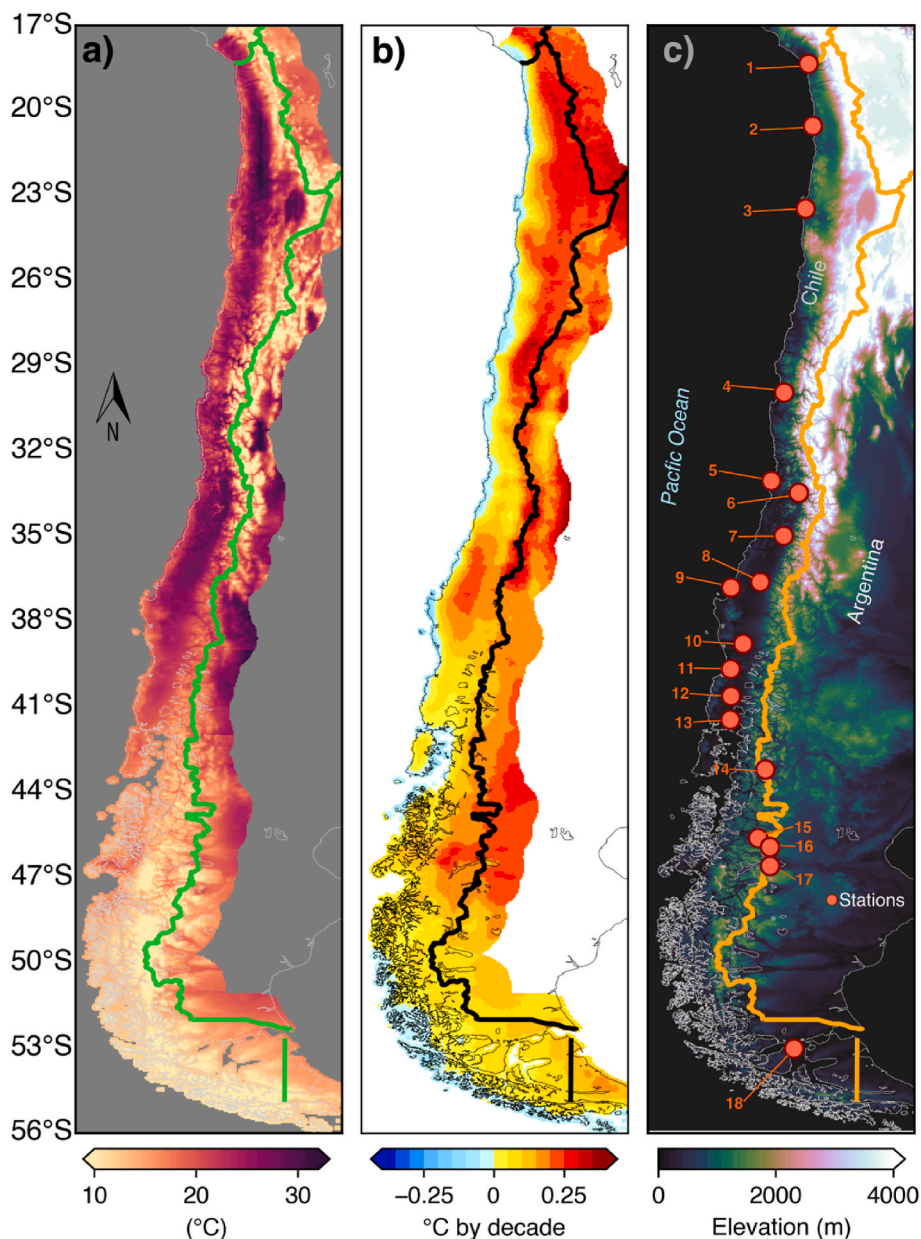 17°S
20°S
23°S
26°S
29°S
32°S
35°S
38°S
41°S
44°S
47°S
50°S
53°S
56°S
a)
N
10 20 30
(°C)
b)
−0.25 0 0.25
°C by decade
c)
1
2
3
Chile
4
Pacfic Ocean
5
6
7
8
9
Argentina
10
11
12
13
14
15
16
17
Stations
18
0 2000 4000
Elevation (m)